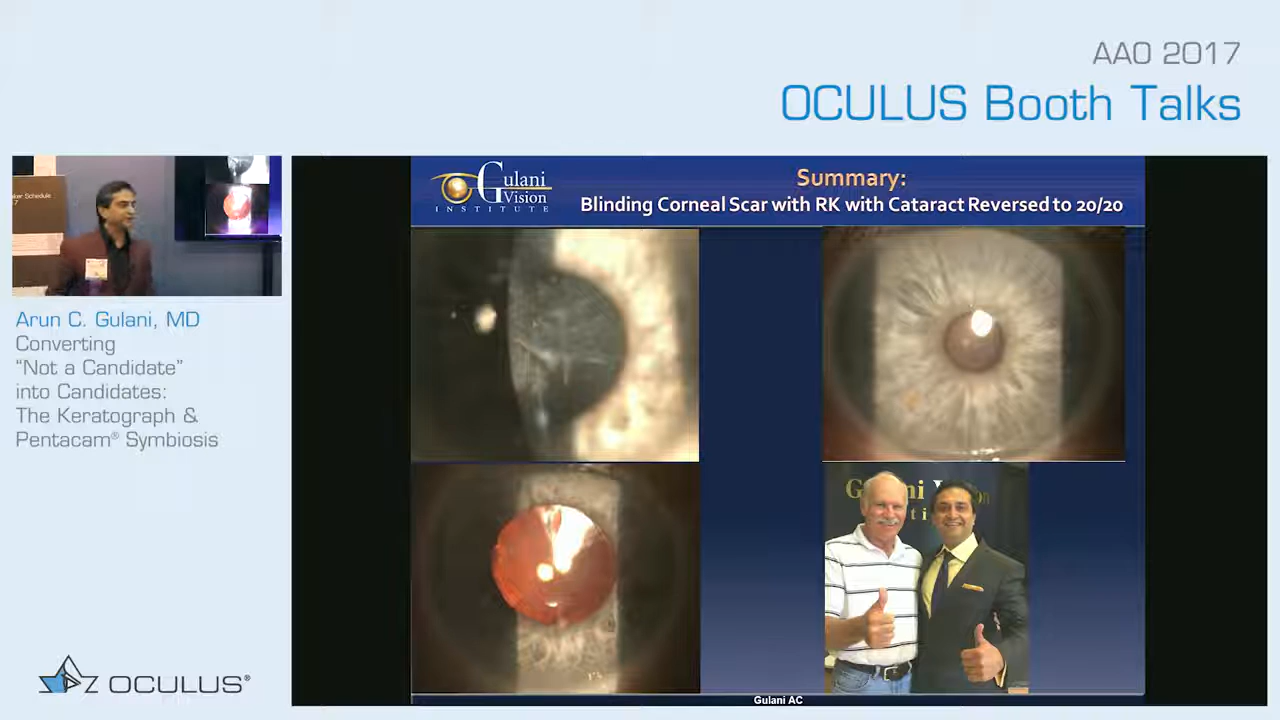 AAO 2017
OCULUS Booth Talks
Arun C. Gulani, MD
Converting
“Not a Candidate”
into Candidates:
The Keratograph &
Pentacam® Symbiosis
OCULUS®
Gulani
Vision
INSTITUTE
Summary:
Blinding Corneal Scar with RK with Cataract Reversed to 20/20
Gulani AC